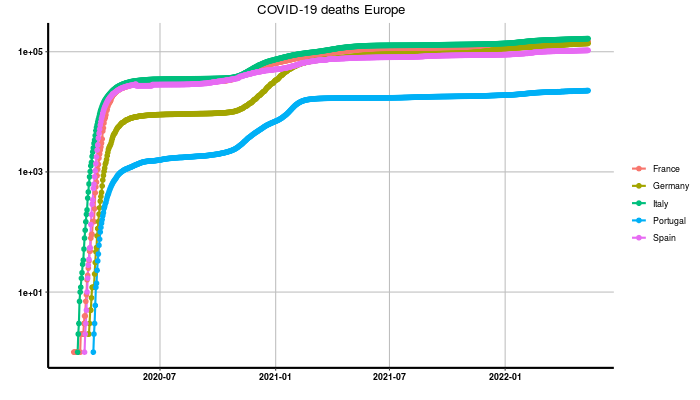 COVID-19 deaths Europe
1e+05
1e+03
1e+01
2020-07
2021-01
2021-07
2022-01
France
Germany
Italy
Portugal
Spain